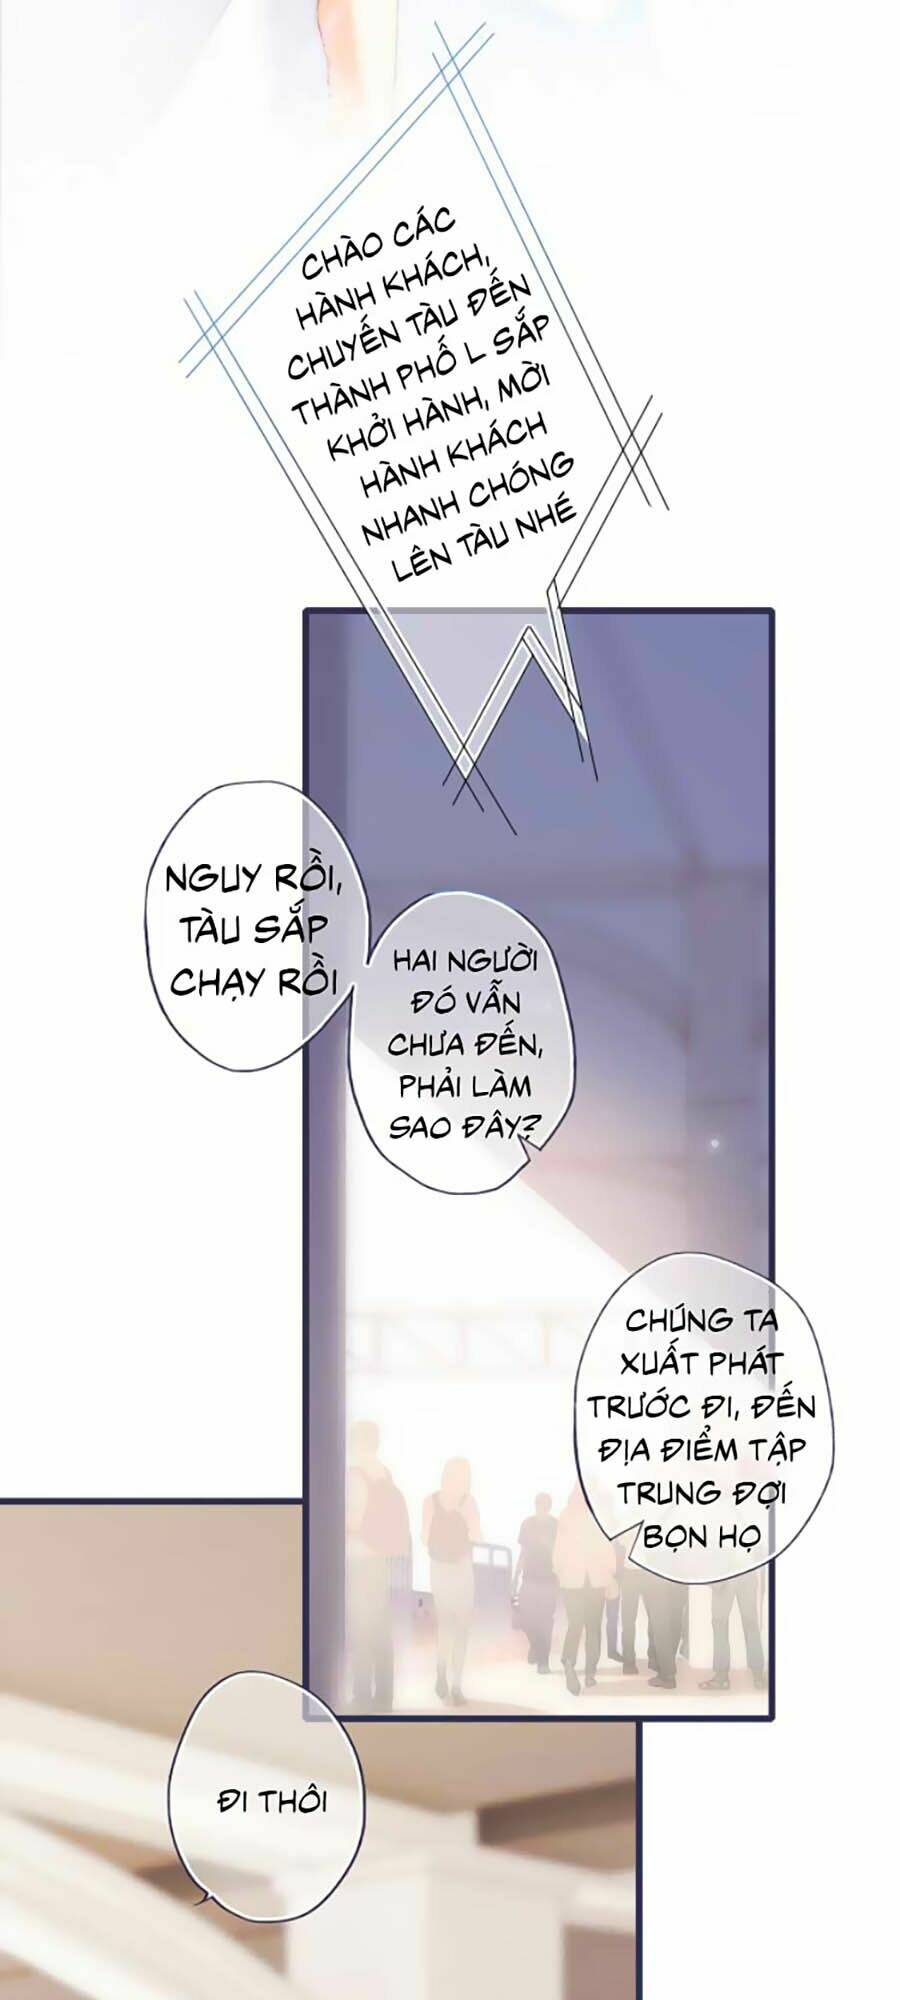 CHÀO CÁC
HÀNH KHÁCH,
CHUYẾN TÀU ĐẾN
THÀNH PHỐ L SẮP
KHỞI HÀNH, MỜI
HÀNH KHÁCH
NHANH CHÓNG
LÊN TÀU NHÉ
NGUY RỒI,
TÀU SẮP
CHẠY RỒI
HAI NGƯỜI
ĐÓ VẪN
CHƯA ĐẾN,
PHẢI LÀM
SAO ĐÂY?
CHÚNG TA
XUẤT PHÁT
TRƯỚC ĐI, ĐẾN
ĐỊA ĐIỂM TẬP
TRUNG ĐỢI
BỌN HỌ
ĐI THÔI